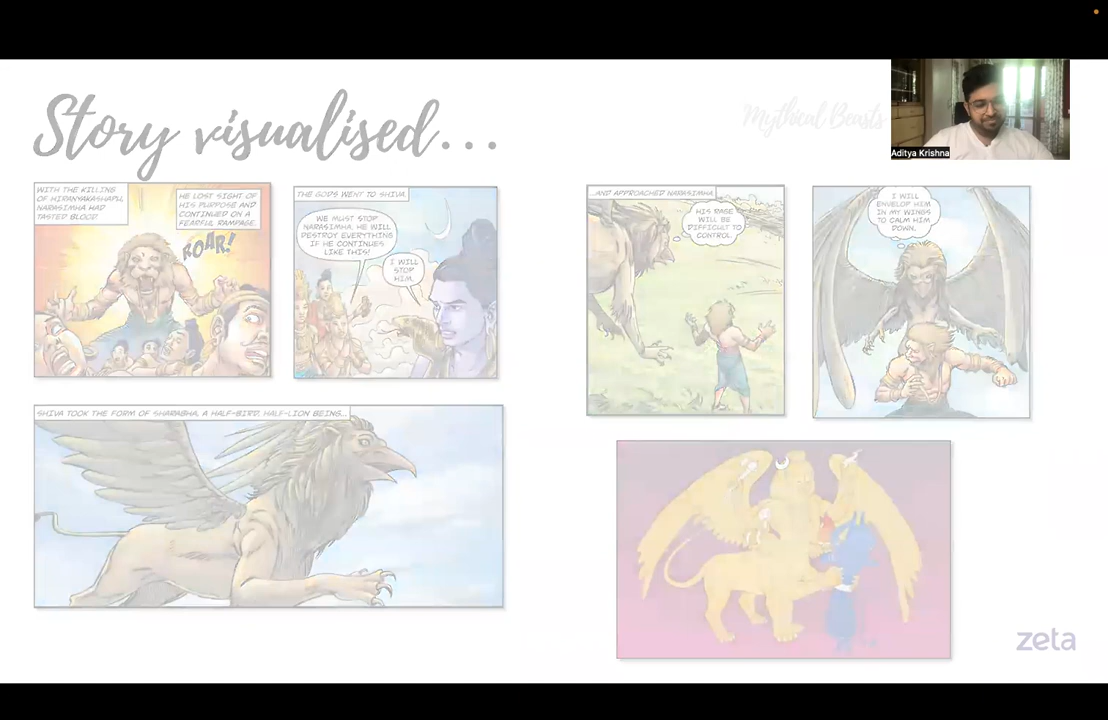 Story visualised...
Mythical Beasts
Aditya Krishna
WITH THE KILLING
OF HIRANYAKASHAPU,
NARASIMHA HAD
TASTED BLOOD.
HE LOST SIGHT OF
HIS PURPOSE AND
CONTINUED ON A
FEARFUL RAMPAGE.
ROAR!
THE GODS WENT TO SHIVA.
WE MUST STOP
NARASIMHA. HE WILL
DESTROY EVERYTHING
IF HE CONTINUES
LIKE THIS!
I WILL
STOP
HIM.
...AND APPROACHED NARASIMHA.
HIS RAGE
WILL BE
DIFFICULT TO
CONTROL.
I WILL
ENVELOP HIM
IN MY WINGS
TO CALM HIM
DOWN.
SHIVA TOOK THE FORM OF SHARABHA, A HALF-BIRD, HALF-LION BEING...
zeta